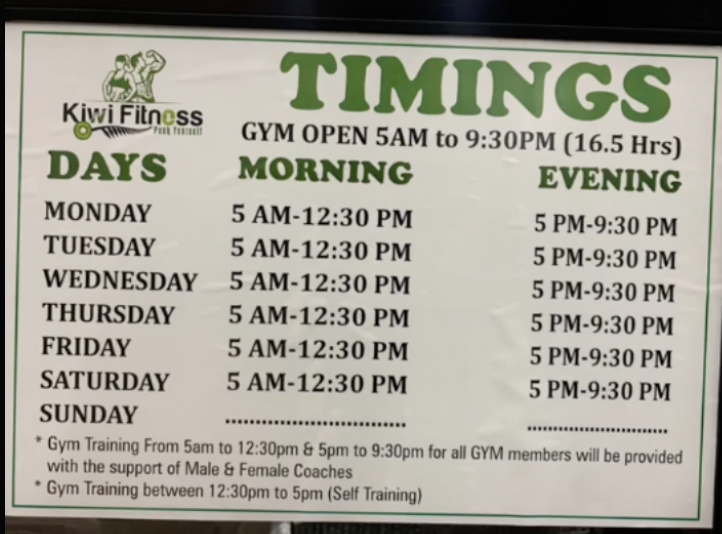 Kiwi Fitness
Push Yourself
TIMINGS
GYM OPEN 5AM to 9:30PM (16.5 Hrs)
DAYS MORNING EVENING
MONDAY 5 AM-12:30 PM 5 PM-9:30 PM
TUESDAY 5 AM-12:30 PM 5 PM-9:30 PM
WEDNESDAY 5 AM-12:30 PM 5 PM-9:30 PM
THURSDAY 5 AM-12:30 PM 5 PM-9:30 PM
FRIDAY 5 AM-12:30 PM 5 PM-9:30 PM
SATURDAY 5 AM-12:30 PM 5 PM-9:30 PM
SUNDAY .............................. ..............................
* Gym Training From 5am to 12:30pm & 5pm to 9:30pm for all GYM members will be provided
with the support of Male & Female Coaches
* Gym Training between 12:30pm to 5pm (Self Training)